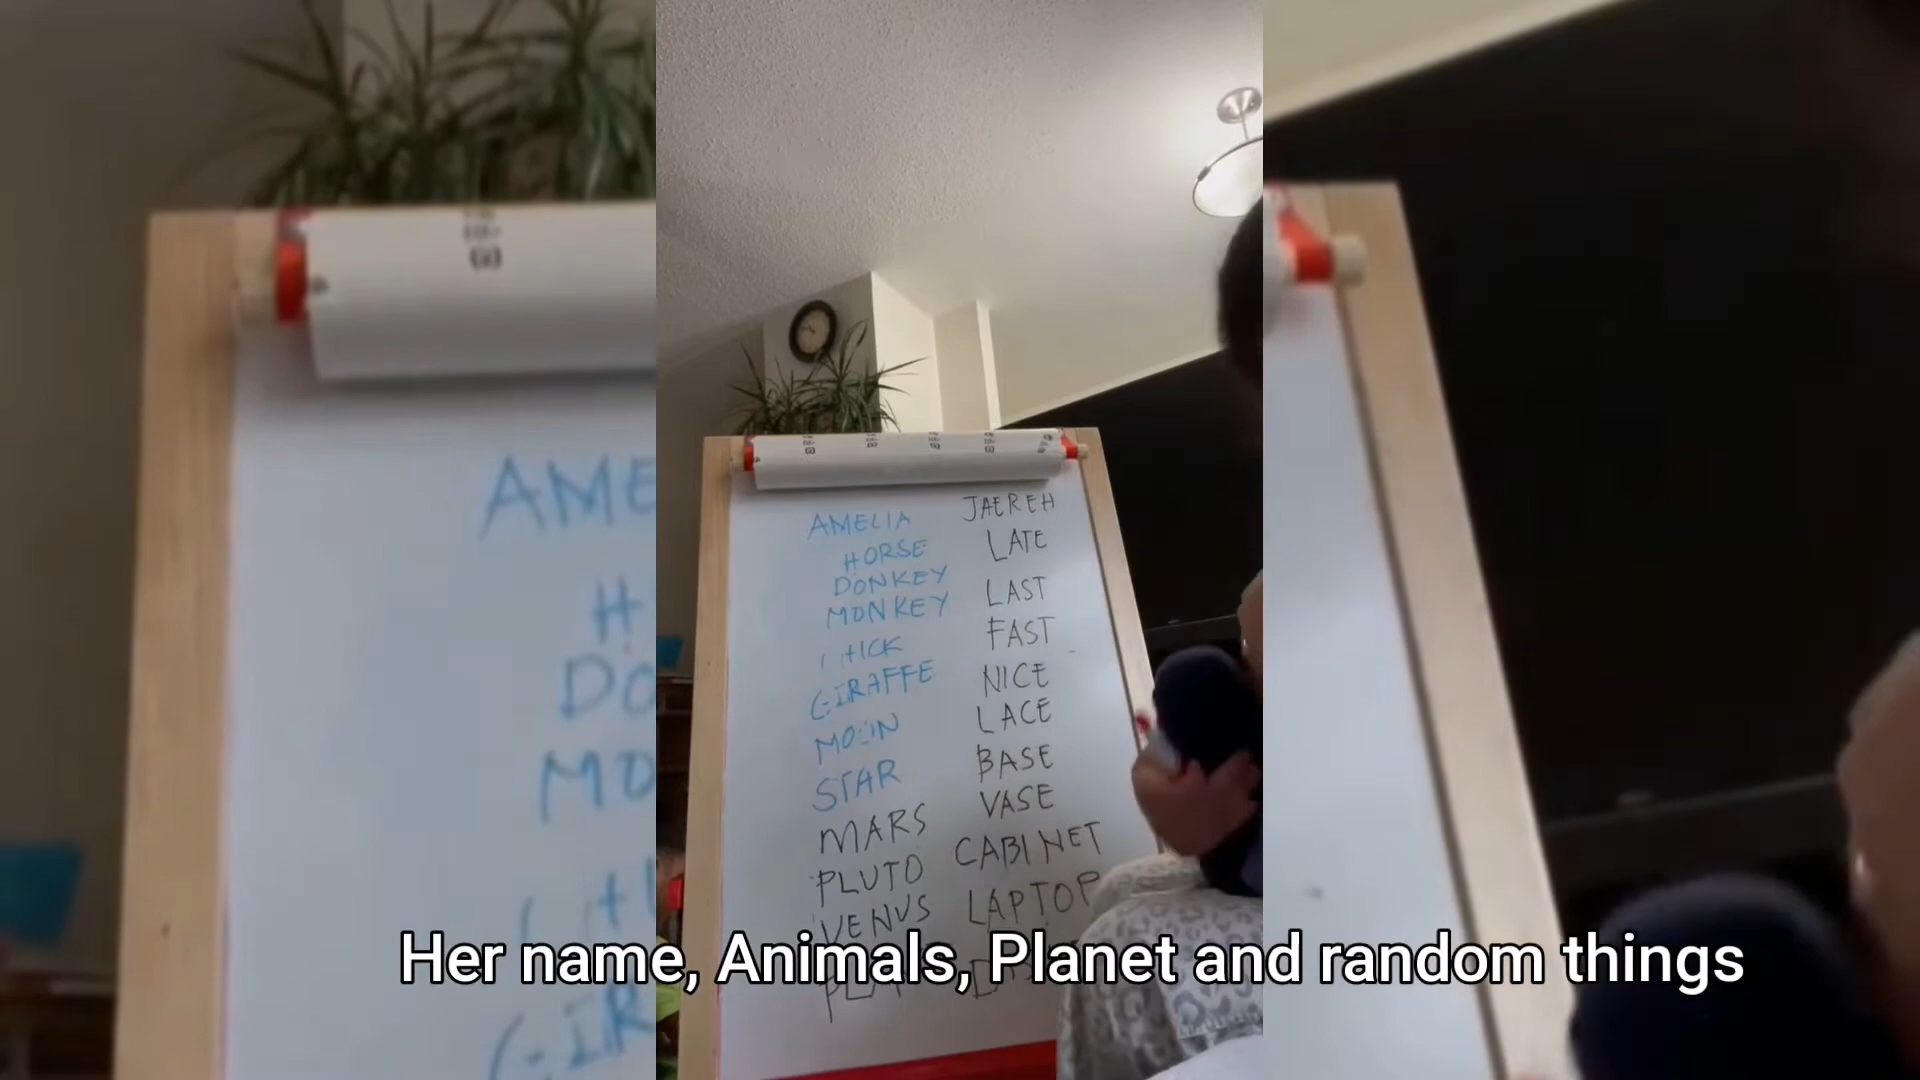 AMELIA
HORSE
DONKEY
MONKEY
GIRAFFE
MOON
STAR
MARS
PLUTO
VENUS
JAEREH
LATE
LAST
FAST
NICE
LACE
BASE
VASE
CABINET
LAPTOP
Her name, Animals, Planet and random things